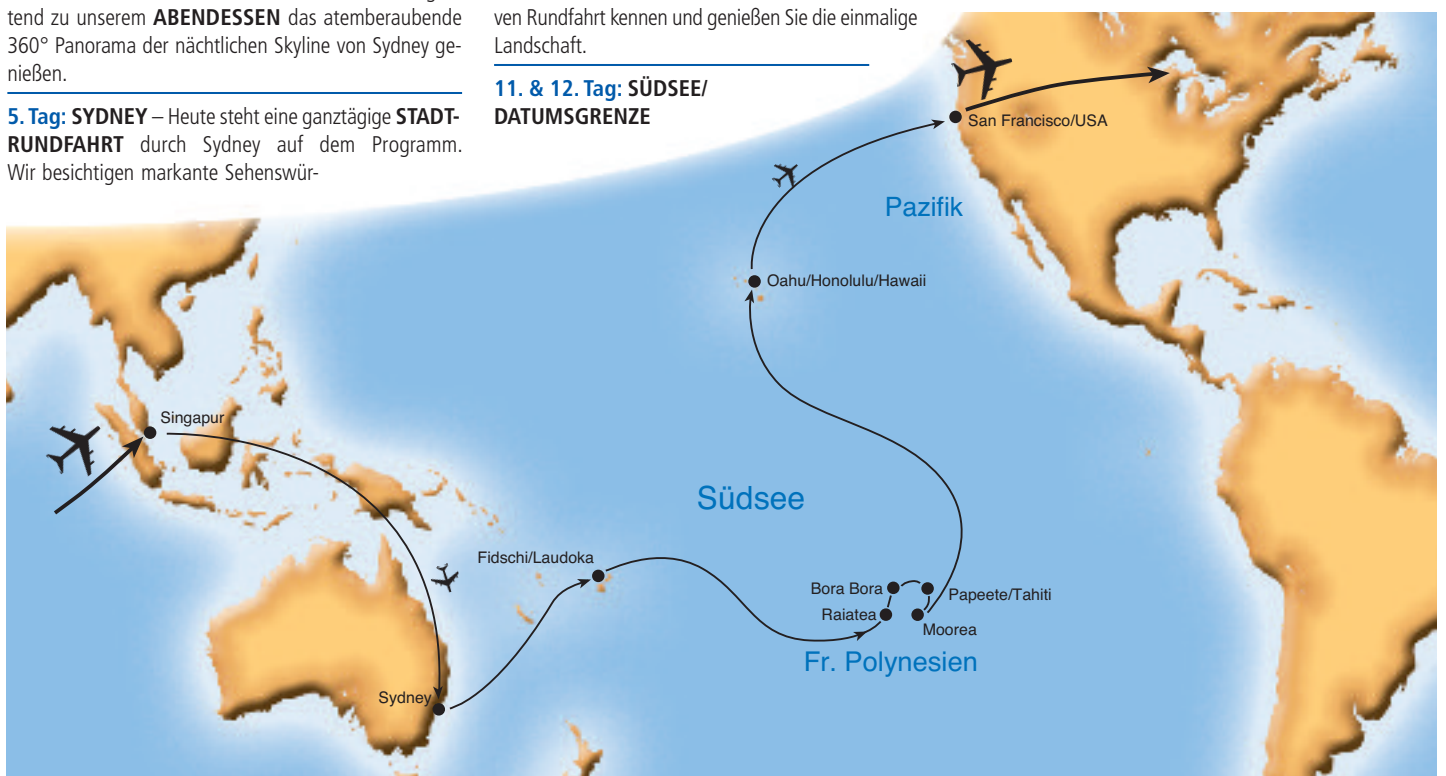 tend zu unserem ABENDESSEN das atemberaubende
360° Panorama der nächtlichen Skyline von Sydney ge-
nießen.
5. Tag: SYDNEY – Heute steht eine ganztägige STADT-
RUNDFAHRT durch Sydney auf dem Programm.
Wir besichtigen markante Sehenswür-
ven Rundfahrt kennen und genießen Sie die einmalige
Landschaft.
11. & 12. Tag: SÜDSEE/
DATUMSGRENZE
San Francisco/USA
Pazifik
Oahu/Honolulu/Hawaii
Singapur
Südsee
Fidschi/Laudoka
Bora Bora
Papeete/Tahiti
Raiatea
Moorea
Fr. Polynesien
Sydney